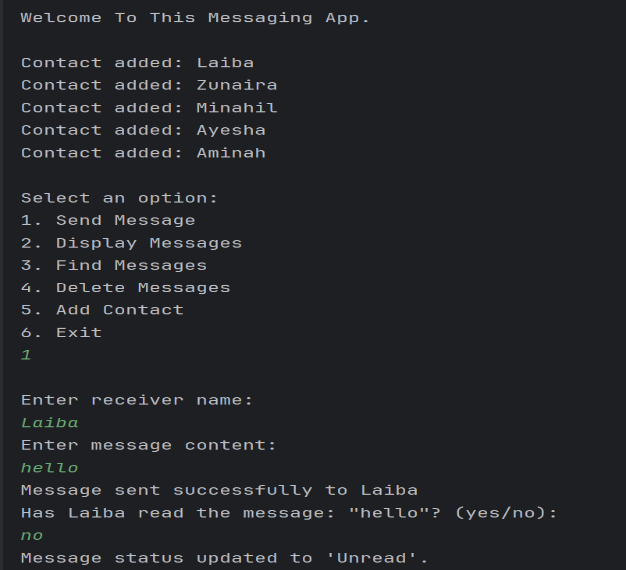 Welcome To This Messaging App.
Contact added: Laiba
Contact added: Zunaira
Contact added: Minahil
Contact added: Ayesha
Contact added: Aminah
Select an option:
1. Send Message
2. Display Messages
3. Find Messages
4. Delete Messages
5. Add Contact
6. Exit
1
Enter receiver name:
Laiba
Enter message content:
hello
Message sent successfully to Laiba
Has Laiba read the message: "hello"? (yes/no):
no
Message status updated to 'Unread'.